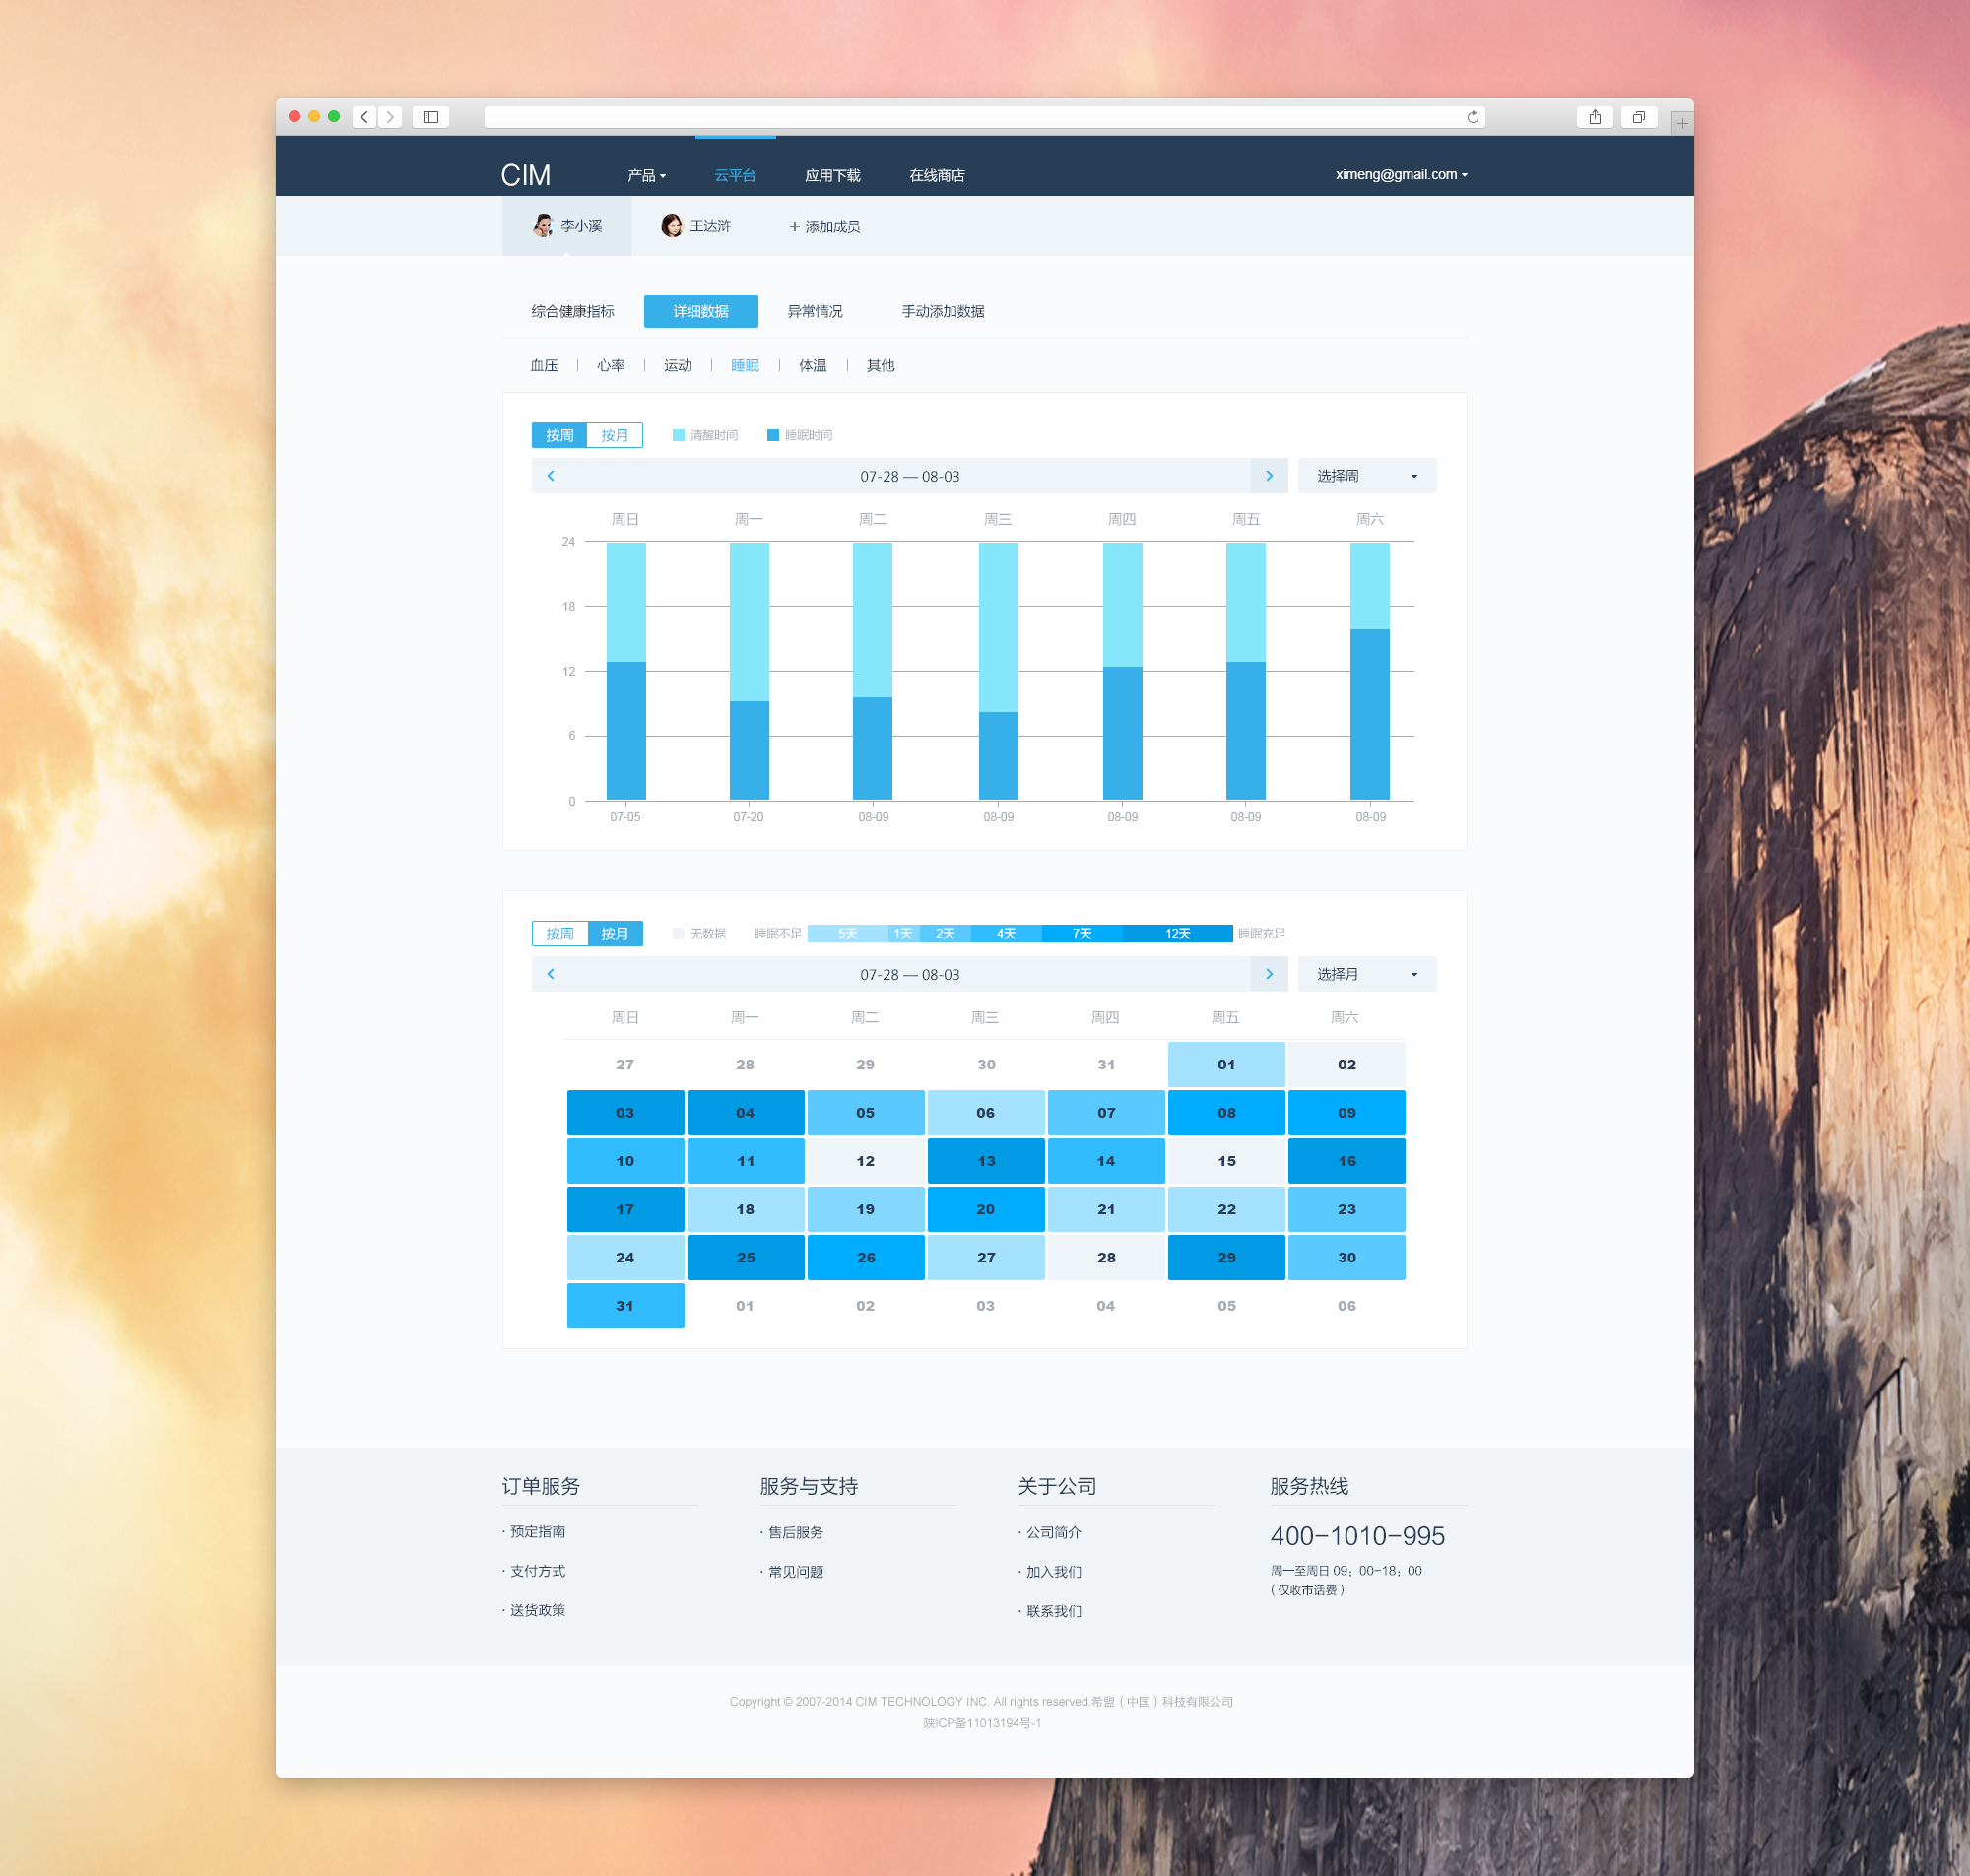 CIM 产品 云平台 应用下载 在线商店 ximeng@gmail.com
李小溪 王达浒 + 添加成员
综合健康指标 详细数据 异常情况 手动添加数据
血压 心率 运动 睡眠 体温 其他
按周 按月 清醒时间 睡眠时间
07-28 — 08-03 选择周
周日 周一 周二 周三 周四 周五 周六
24
18
12
6
0
07-05 07-20 08-09 08-09 08-09 08-09 08-09
按周 按月 无数据 睡眠不足 5天 1天 2天 4天 7天 12天 睡眠充足
07-28 — 08-03 选择月
周日 周一 周二 周三 周四 周五 周六
27 28 29 30 31 01 02
03 04 05 06 07 08 09
10 11 12 13 14 15 16
17 18 19 20 21 22 23
24 25 26 27 28 29 30
31 01 02 03 04 05 06
订单服务 服务与支持 关于公司 服务热线
· 预定指南 · 售后服务 · 公司简介 400-1010-995
· 支付方式 · 常见问题 · 加入我们 周一至周日 09：00-18：00
（仅收市话费）
· 送货政策 · 联系我们
Copyright © 2007-2014 CIM TECHNOLOGY INC. All rights reserved.希盟（中国）科技有限公司
陕ICP备11013194号-1